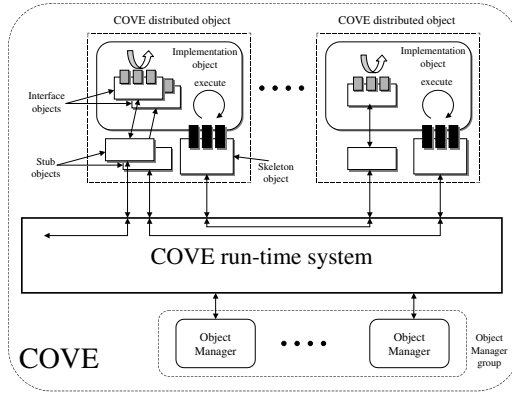 COVE distributed object
COVE distributed object
Implementation
object
execute
Interface
objects
Stub
objects
Skeleton
object
Implementation
object
execute
COVE run-time system
Object
Manager
Object
Manager
Object
Manager
group
COVE